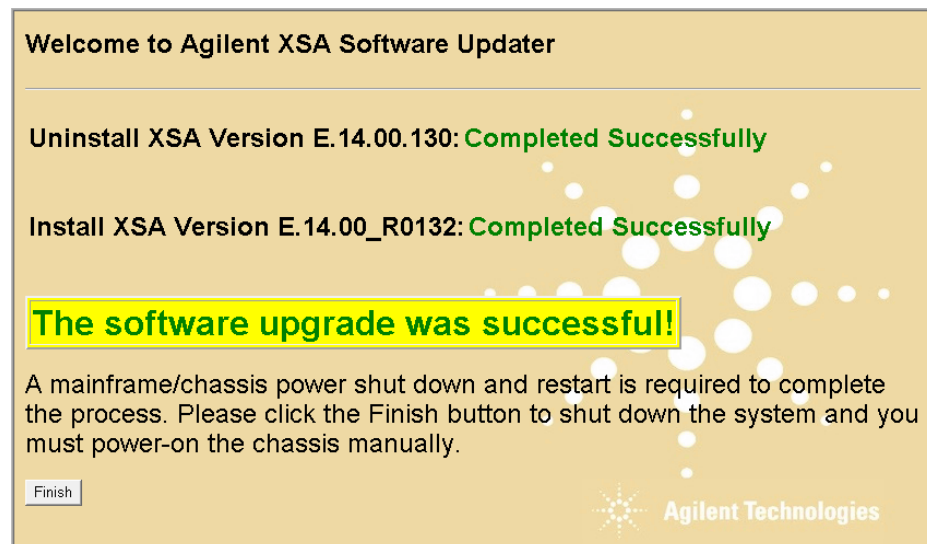 Welcome to Agilent XSA Software Updater
Uninstall XSA Version E.14.00.130: Completed Successfully
Install XSA Version E.14.00_R0132: Completed Successfully
The software upgrade was successful!
A mainframe/chassis power shut down and restart is required to complete
the process. Please click the Finish button to shut down the system and you
must power-on the chassis manually.
Finish
Agilent Technologies